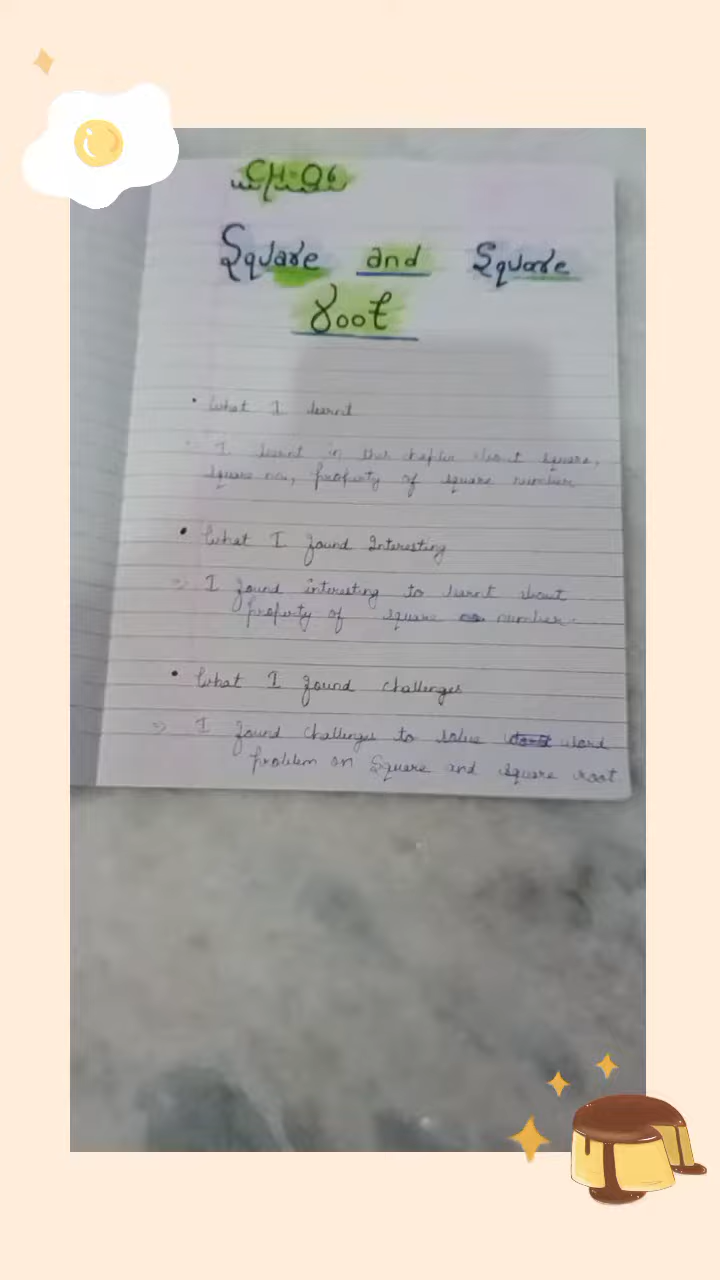 CH-06
Square and Square
root
• What I learnt
I learnt in this chapter about square,
square no, property of square number
• What I found Interesting
⇒ I found interesting to learnt about
property of square number.
• What I found challenges
⇒ I found challenges to solve word
problem on Square and square root